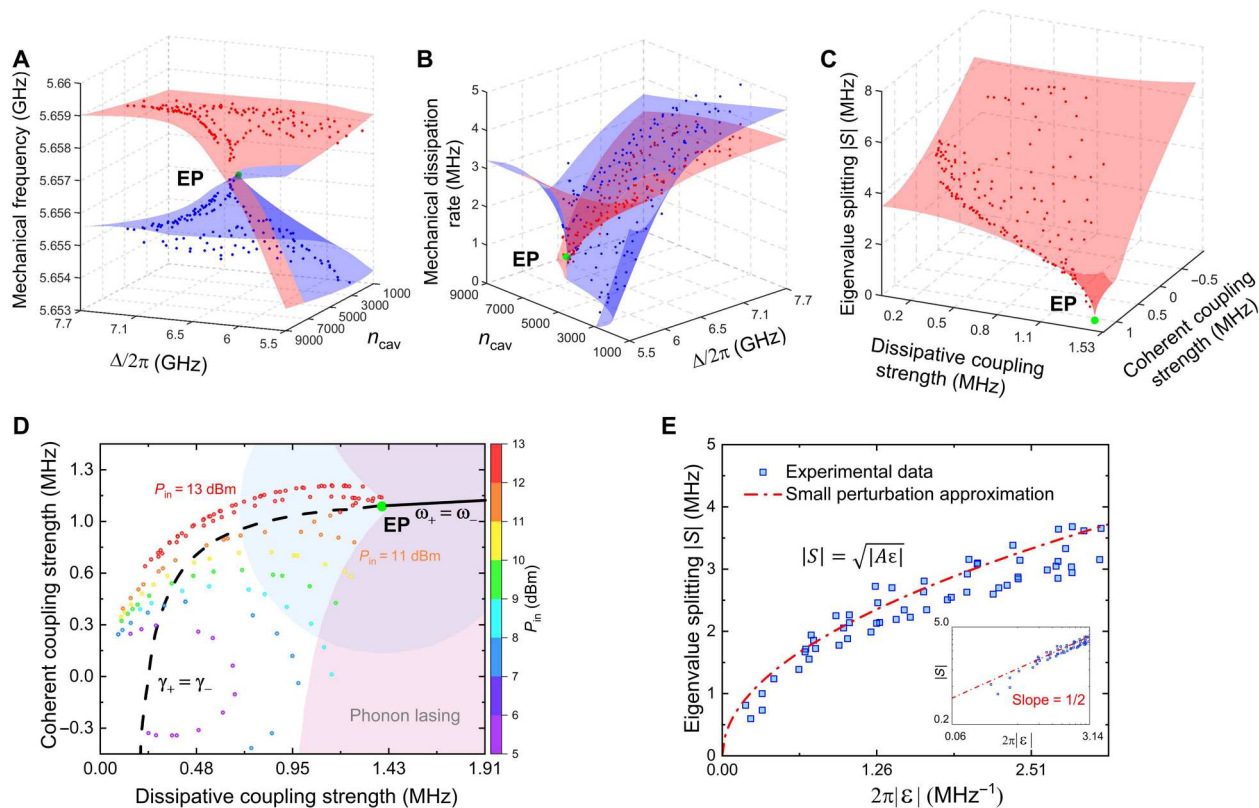 A
Mechanical frequency (GHz)
5.66
5.659
5.658
5.657
5.656
5.655
5.654
5.653
EP
7.7
7.1
6.5
6
5.5
Δ/2π (GHz)
1000
3000
5000
7000
9000
n_cav
B
Mechanical dissipation
rate (MHz)
5
4
3
2
1
0
EP
9000
7000
5000
3000
1000
n_cav
5.5
6
6.5
7.1
7.7
Δ/2π (GHz)
C
Eigenvalue splitting |S| (MHz)
8
6
4
2
0
EP
0.2
0.5
0.8
1.1
1.53
Dissipative coupling
strength (MHz)
−0.5
0
0.5
1
Coherent coupling
strength (MHz)
D
Coherent coupling strength (MHz)
1.3
1.0
0.6
0.3
0.0
−0.3
P_in = 13 dBm
EP
ω₊ = ω₋
P_in = 11 dBm
γ₊ = γ₋
Phonon lasing
0.00 0.48 0.95 1.43 1.91
Dissipative coupling strength (MHz)
13
12
11
10
9
8
7
6
5
P_in (dBm)
E
Eigenvalue splitting |S| (MHz)
5
4
3
2
1
0
Experimental data
Small perturbation approximation
|S| = √|Aε|
5.0
|S|
0.2
Slope = 1/2
0.06 3.14
2π|ε|
0.00 1.26 2.51
2π|ε| (MHz⁻¹)